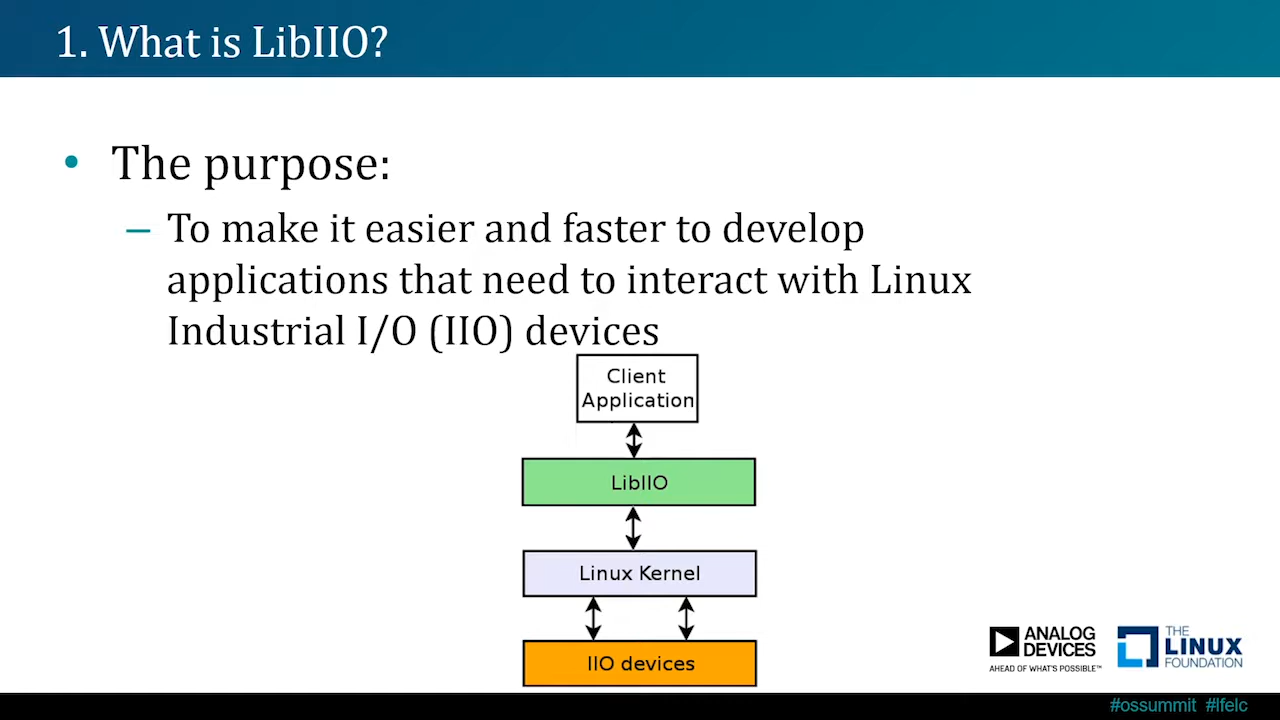 1. What is LibIIO?
• The purpose:
– To make it easier and faster to develop
applications that need to interact with Linux
Industrial I/O (IIO) devices
Client
Application
LibIIO
Linux Kernel
IIO devices
ANALOG
DEVICES
AHEAD OF WHAT'S POSSIBLE™
THE
LINUX
FOUNDATION
#ossummit #lfelc